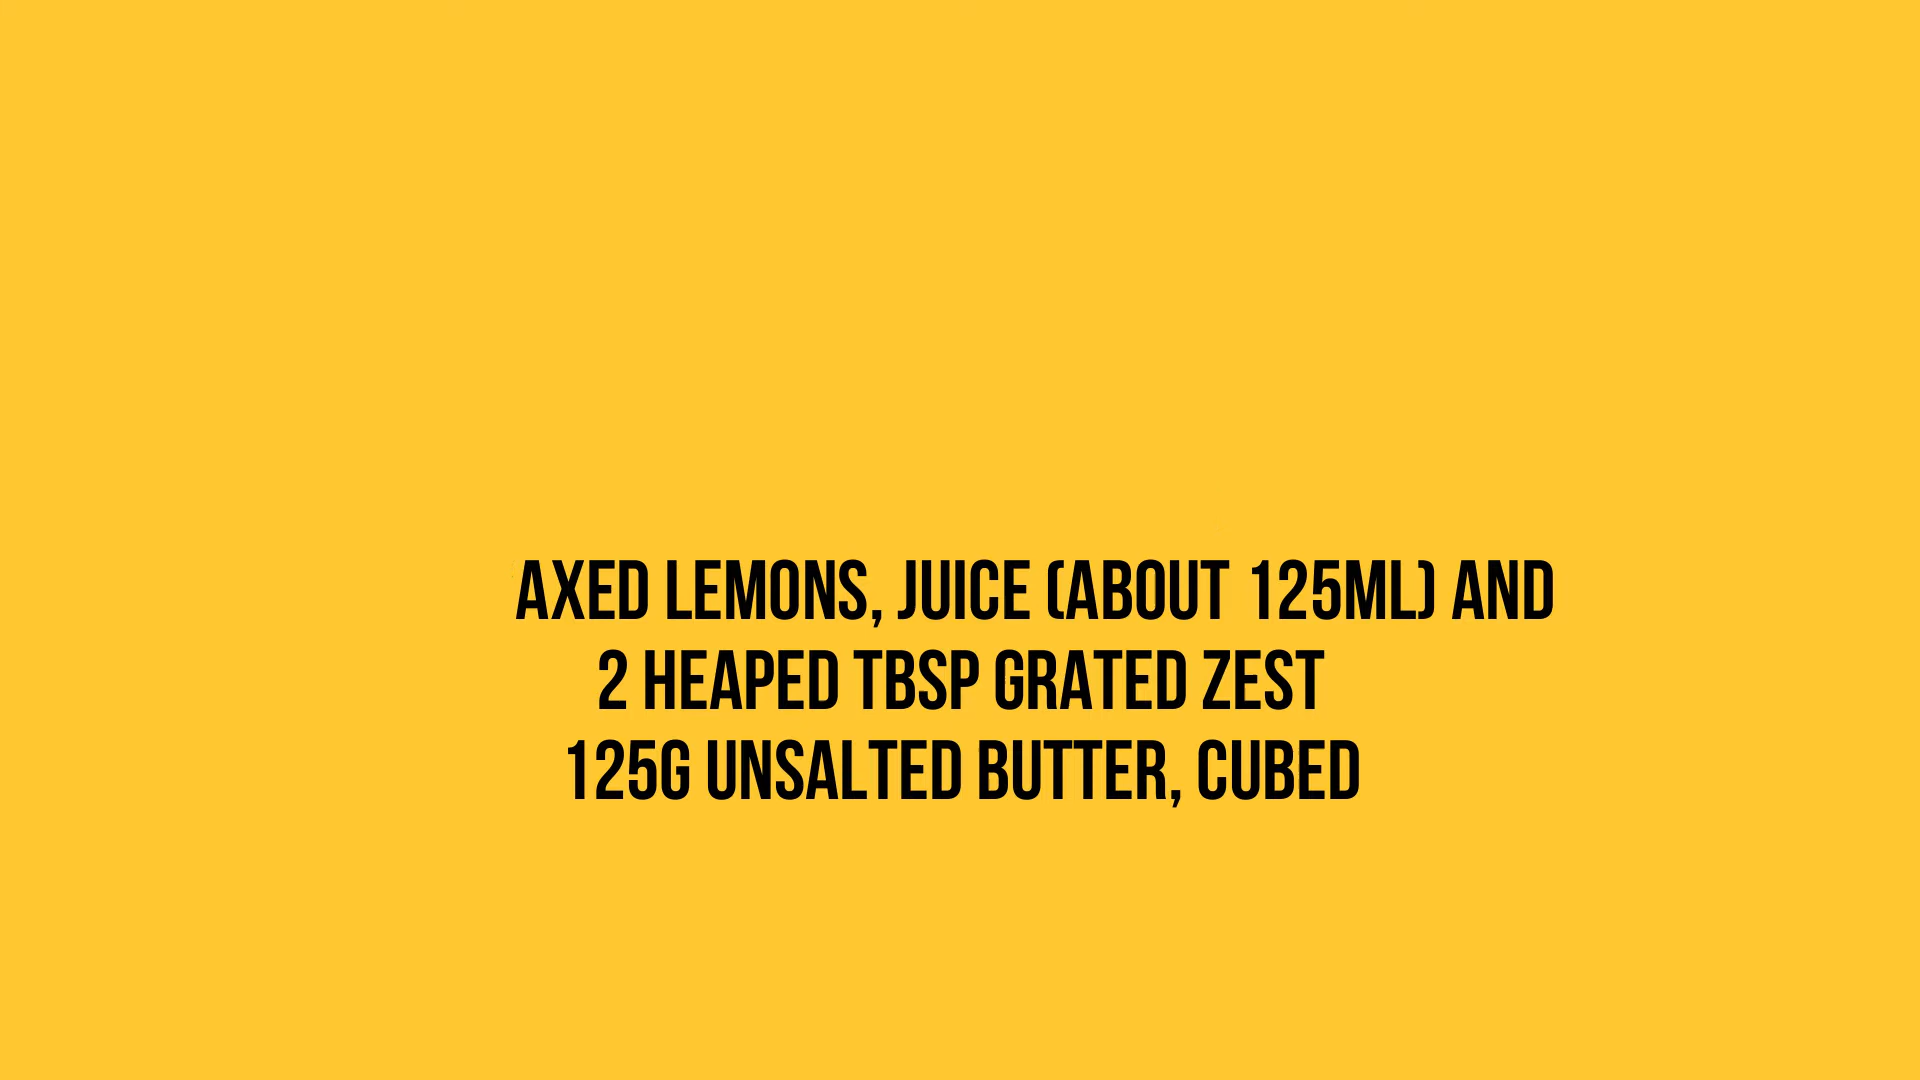 AXED LEMONS, JUICE (ABOUT 125ML) AND
2 HEAPED TBSP GRATED ZEST
125G UNSALTED BUTTER, CUBED